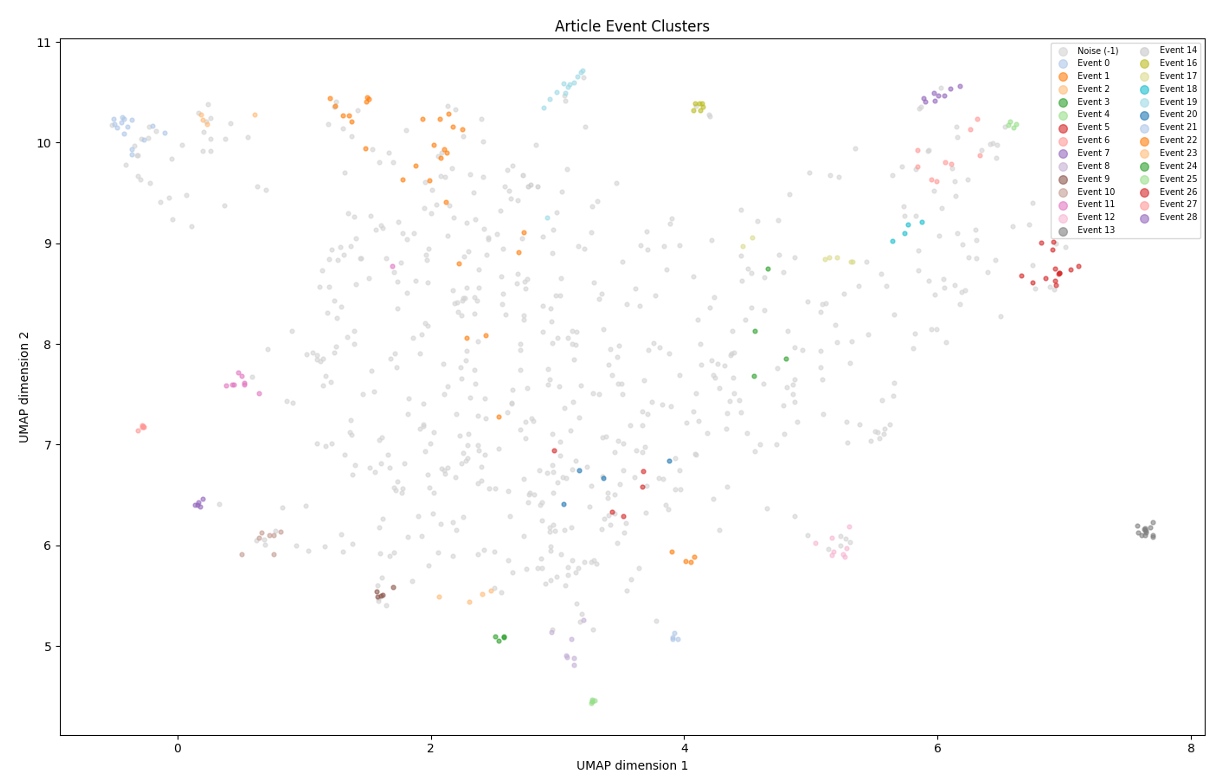 Article Event Clusters
11
10
9
8
7
6
5
UMAP dimension 2
0
2
4
6
8
UMAP dimension 1
Noise (-1)
Event 0
Event 1
Event 2
Event 3
Event 4
Event 5
Event 6
Event 7
Event 8
Event 9
Event 10
Event 11
Event 12
Event 13
Event 14
Event 16
Event 17
Event 18
Event 19
Event 20
Event 21
Event 22
Event 23
Event 24
Event 25
Event 26
Event 27
Event 28